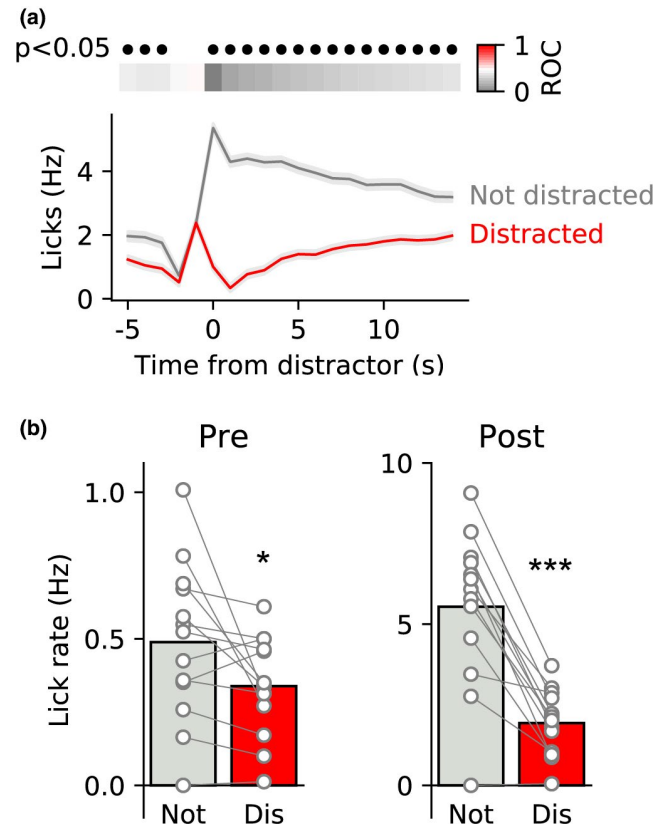 (a)
p<0.05
1
0
ROC
Licks (Hz)
4
2
0
Not distracted
Distracted
-5 0 5 10
Time from distractor (s)
(b)
Pre Post
Lick rate (Hz)
1.0
0.5
0.0
*
Not Dis
10
5
0
***
Not Dis